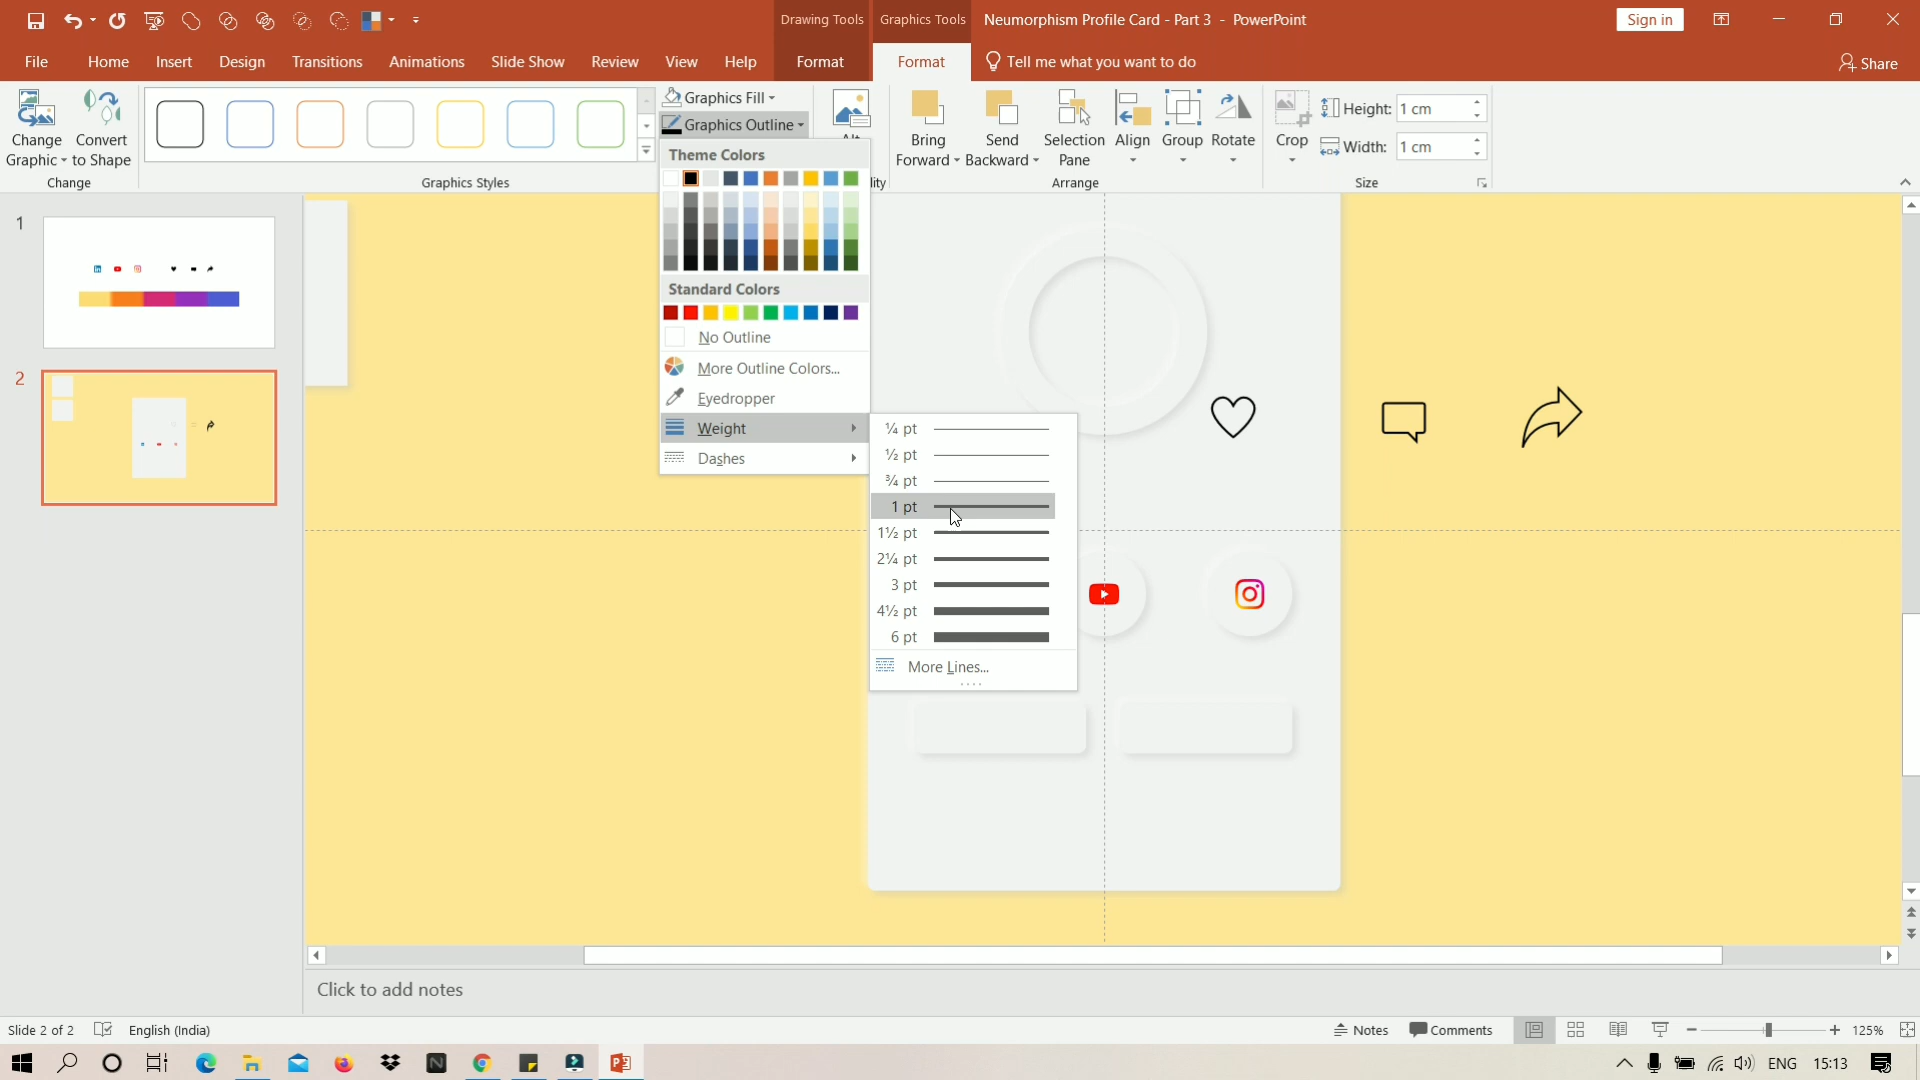 Drawing Tools
Graphics Tools
Neumorphism Profile Card - Part 3 - PowerPoint
Sign in
File
Home
Insert
Design
Transitions
Animations
Slide Show
Review
View
Help
Format
Format
Tell me what you want to do
Share
Change
Graphic
Convert
to Shape
Change
Graphics Styles
Graphics Fill
Graphics Outline
Bring
Forward
Send
Backward
Selection
Pane
Align
Group
Rotate
Arrange
Crop
Height:
1 cm
Width:
1 cm
Size
Theme Colors
Standard Colors
No Outline
More Outline Colors...
Eyedropper
Weight
Dashes
¼ pt
½ pt
¾ pt
1 pt
1½ pt
2¼ pt
3 pt
4½ pt
6 pt
More Lines...
1
2
Click to add notes
Slide 2 of 2
English (India)
Notes
Comments
125%
ENG
15:13